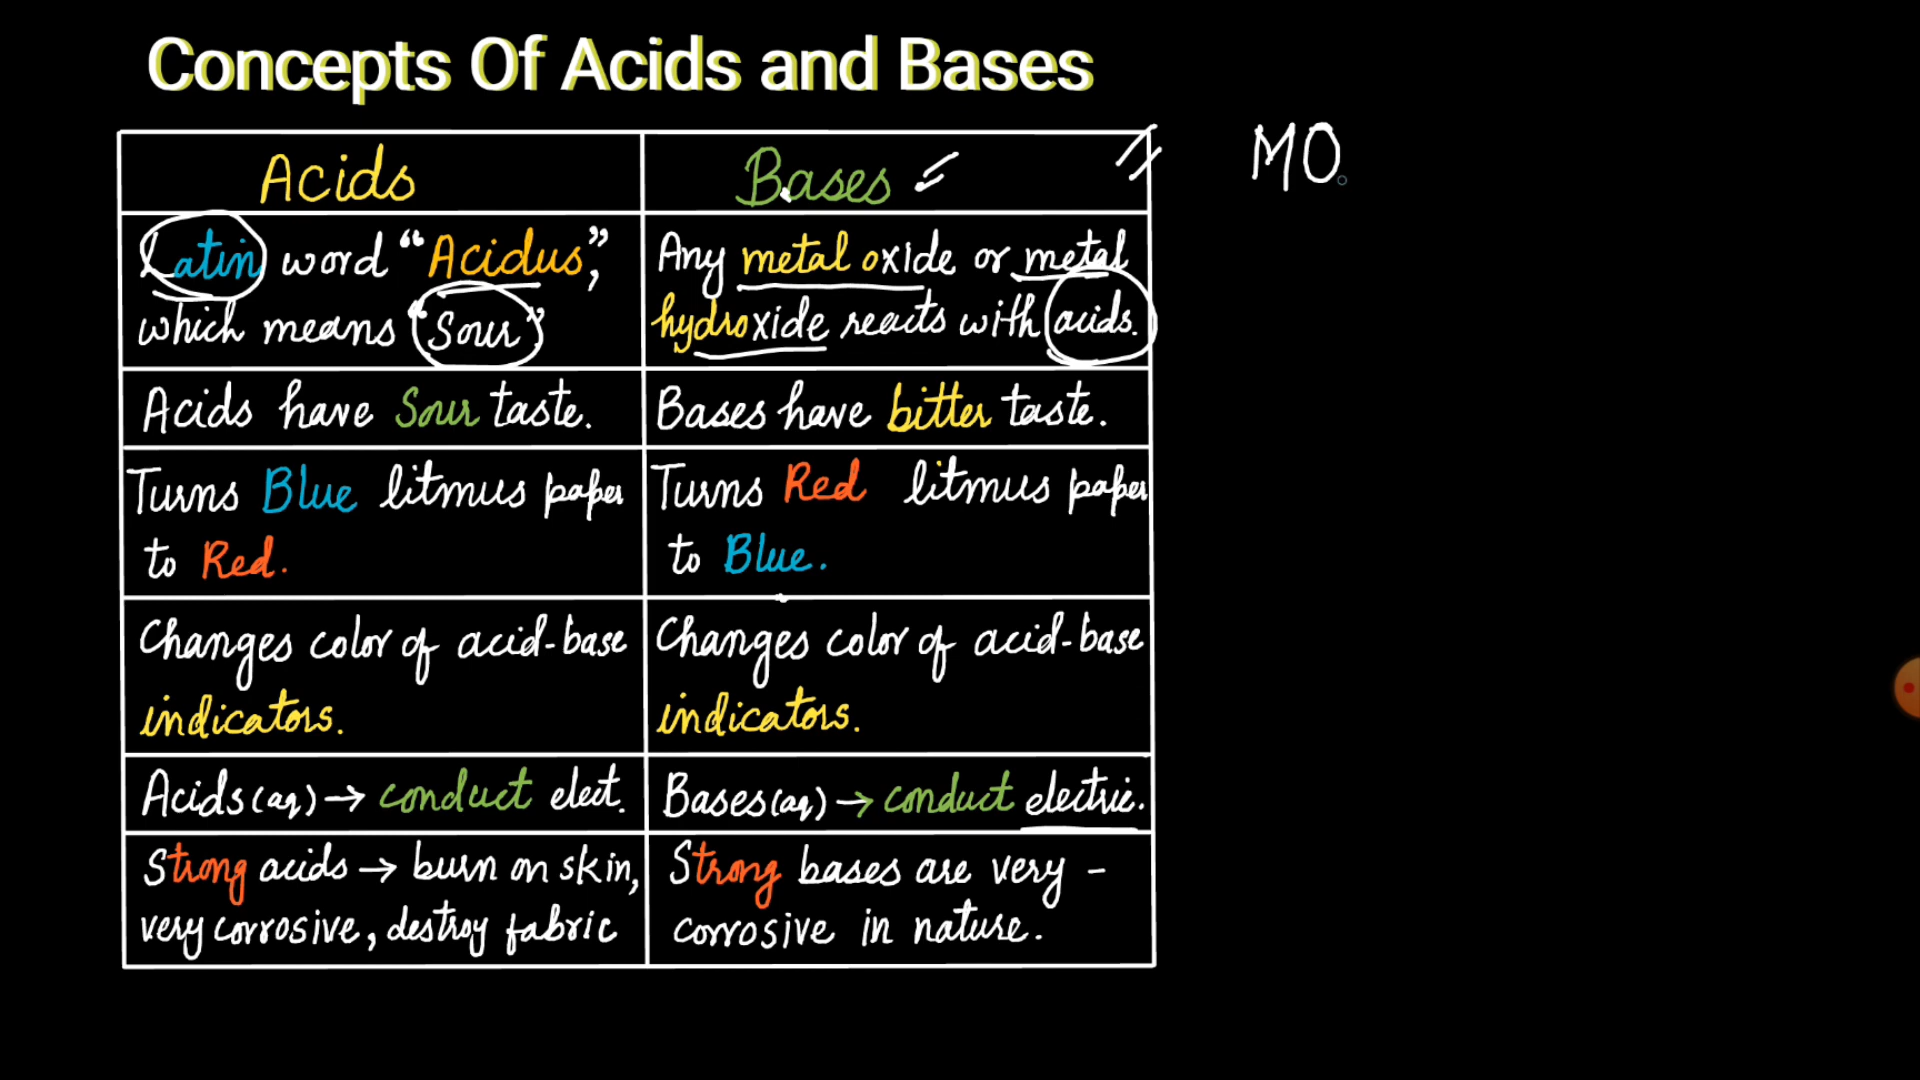 Concepts Of Acids and Bases
Acids
Bases
MO
Latin word "Acidus",
which means "Sour"
Any metal oxide or metal
hydroxide reacts with acids.
Acids have Sour taste.
Bases have bitter taste.
Turns Blue litmus paper
to Red.
Turns Red litmus paper
to Blue.
Changes color of acid-base
indicators.
Changes color of acid-base
indicators.
Acids(aq) → conduct elect.
Bases(aq) → conduct electric.
Strong acids → burn on skin,
very corrosive, destroy fabric
Strong bases are very -
corrosive in nature.